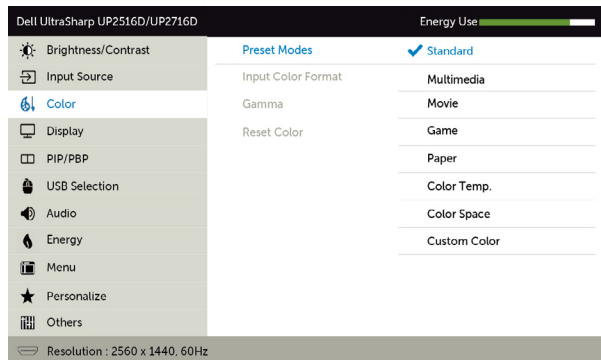 Dell UltraSharp UP2516D/UP2716D Energy Use
Brightness/Contrast Preset Modes Standard
Input Source Input Color Format Multimedia
Color Gamma Movie
Display Reset Color Game
PIP/PBP Paper
USB Selection Color Temp.
Audio Color Space
Energy Custom Color
Menu
Personalize
Others
Resolution : 2560 x 1440, 60Hz